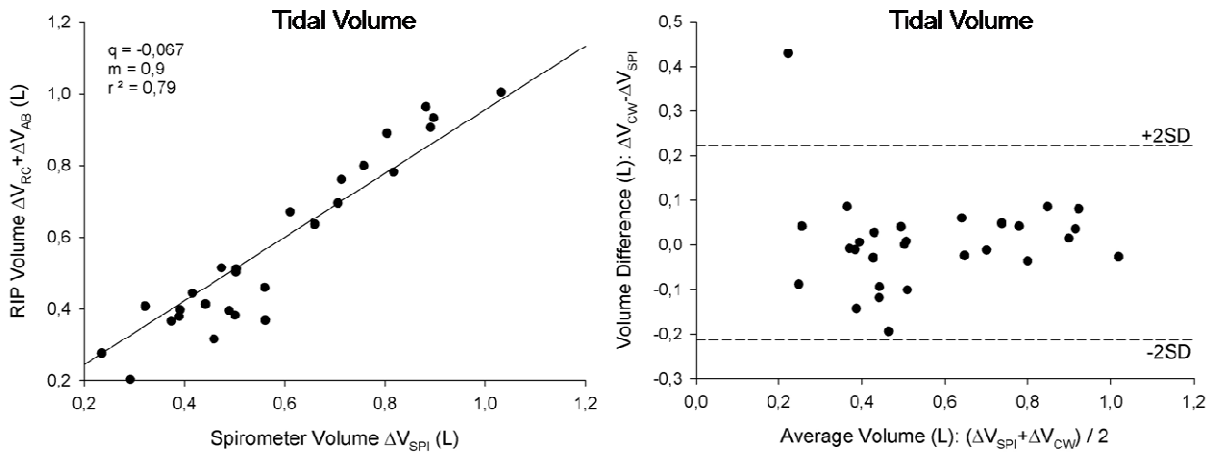 Tidal Volume
q = -0,067
m = 0,9
r ² = 0,79
RIP Volume ΔV_RC+ΔV_AB (L)
1,2
1,0
0,8
0,6
0,4
0,2
0,2 0,4 0,6 0,8 1,0 1,2
Spirometer Volume ΔV_SPI (L)
Tidal Volume
Volume Difference (L): ΔV_CW-ΔV_SPI
0,5
0,4
0,3
0,2
0,1
0,0
-0,1
-0,2
-0,3
+2SD
-2SD
0,0 0,2 0,4 0,6 0,8 1,0 1,2
Average Volume (L): (ΔV_SPI+ΔV_CW) / 2